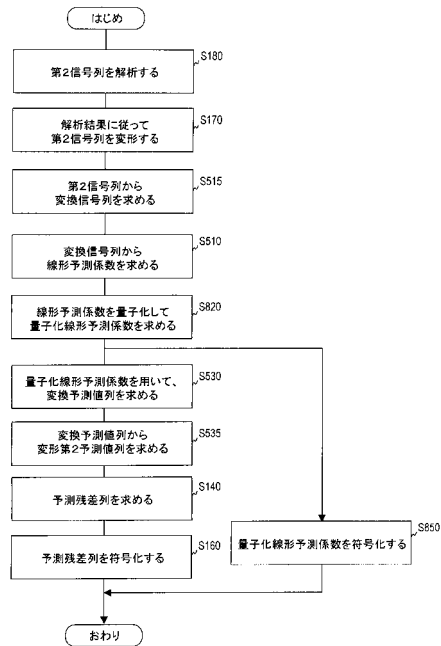 はじめ
S180
第2信号列を解析する
S170
解析結果に従って
第2信号列を変形する
S515
第2信号列から
変換信号列を求める
S510
変換信号列から
線形予測係数を求める
S820
線形予測係数を量子化して
量子化線形予測係数を求める
S530
量子化線形予測係数を用いて、
変換予測値列を求める
S535
変換予測値列から
変形第2予測値列を求める
S140
予測残差列を求める
S850
量子化線形予測係数を符号化する
S160
予測残差列を符号化する
おわり